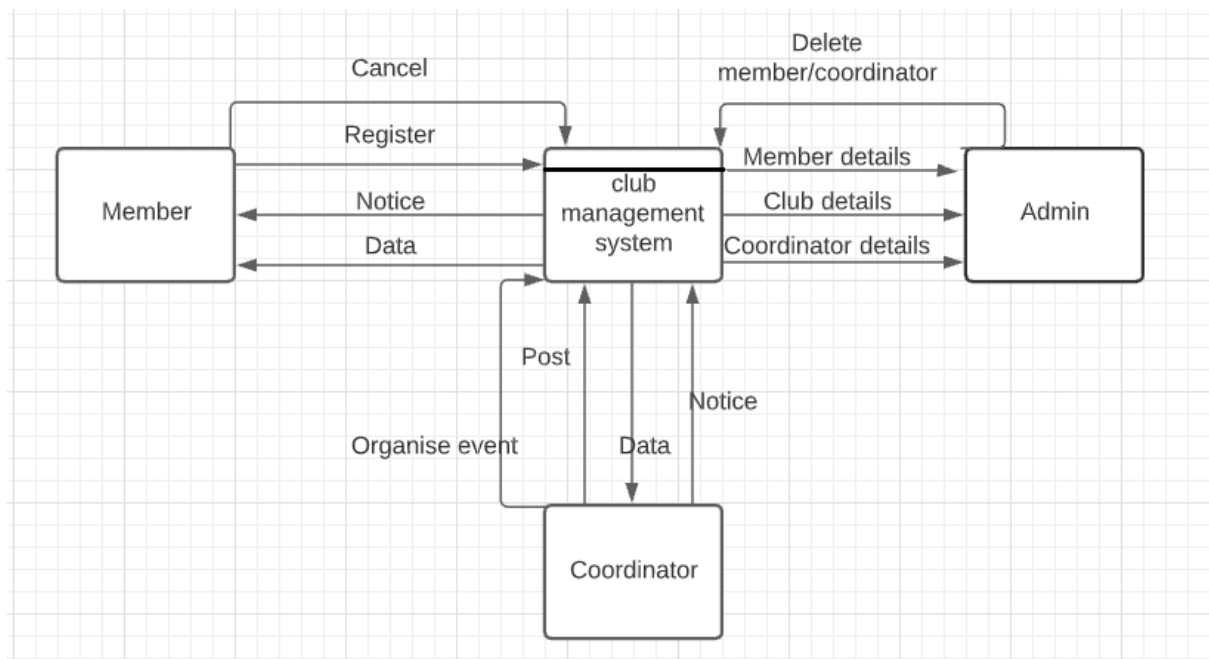 Delete
member/coordinator
Cancel
Register
Member details
club
management
system
Member
Notice
Club details
Admin
Data
Coordinator details
Post
Notice
Organise event
Data
Coordinator